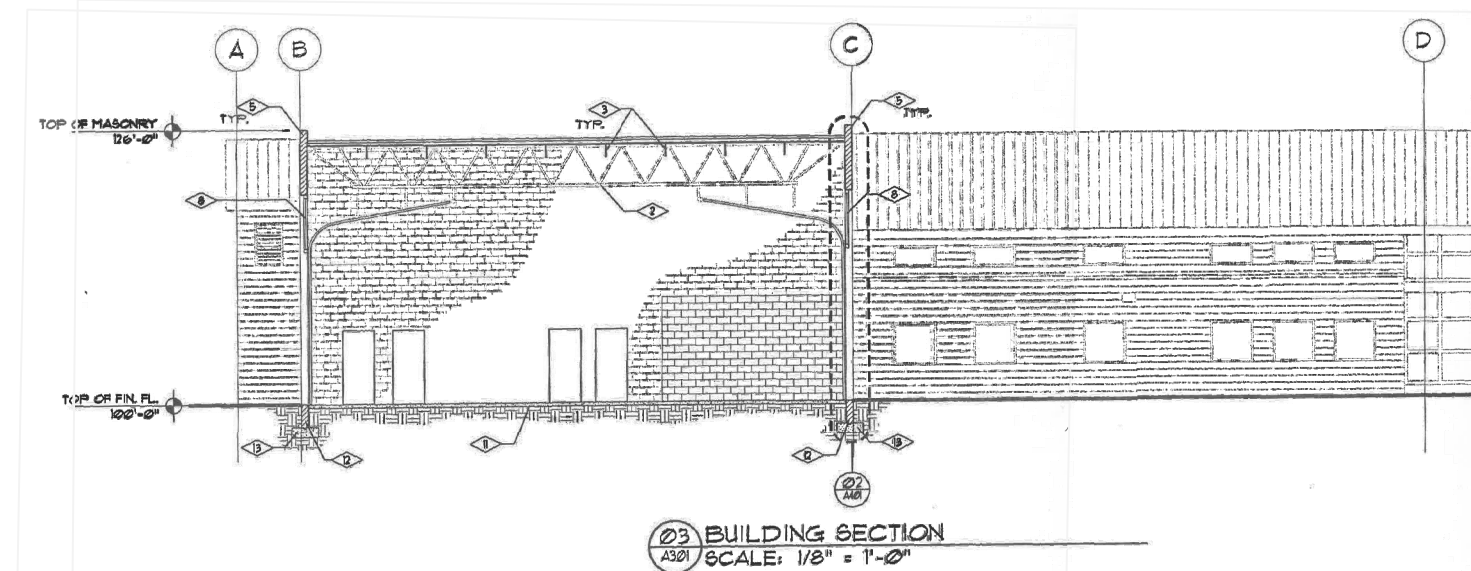 A
B
C
D
5
TYP.
3
TYP.
5
TYP.
TOP OF MASONRY
126'-0"
8
2
8
TOP OF FIN. FL.
100'-0"
13
12
11
12
13
02
A401
03
A301
BUILDING SECTION
SCALE: 1/8" = 1'-0"